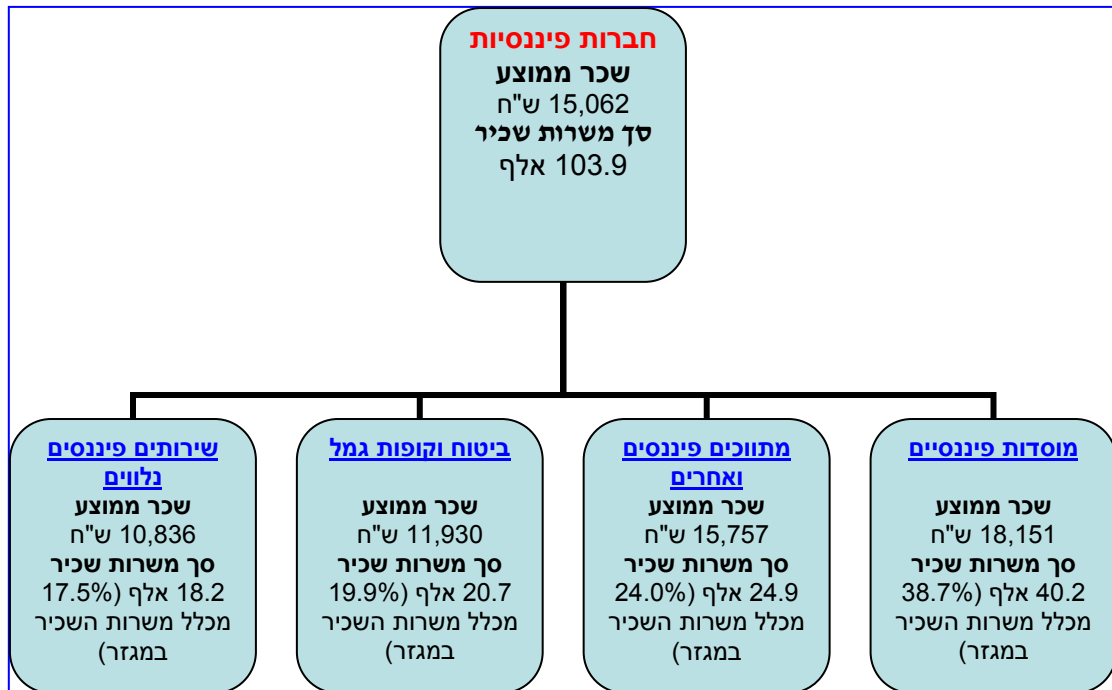 חברות פיננסיות
שכר ממוצע
15,062 ש"ח
סך משרות שכיר
103.9 אלף
מוסדות פיננסיים
שכר ממוצע
18,151 ש"ח
סך משרות שכיר
40.2 אלף (38.7%
מכלל משרות השכיר
במגזר)
מתווכים פיננסים
ואחרים
שכר ממוצע
15,757 ש"ח
סך משרות שכיר
24.9 אלף (24.0%
מכלל משרות השכיר
במגזר)
ביטוח וקופות גמל
שכר ממוצע
11,930 ש"ח
סך משרות שכיר
20.7 אלף (19.9%
מכלל משרות השכיר
במגזר)
שירותים פיננסים
נלווים
שכר ממוצע
10,836 ש"ח
סך משרות שכיר
18.2 אלף (17.5%
מכלל משרות השכיר
במגזר)